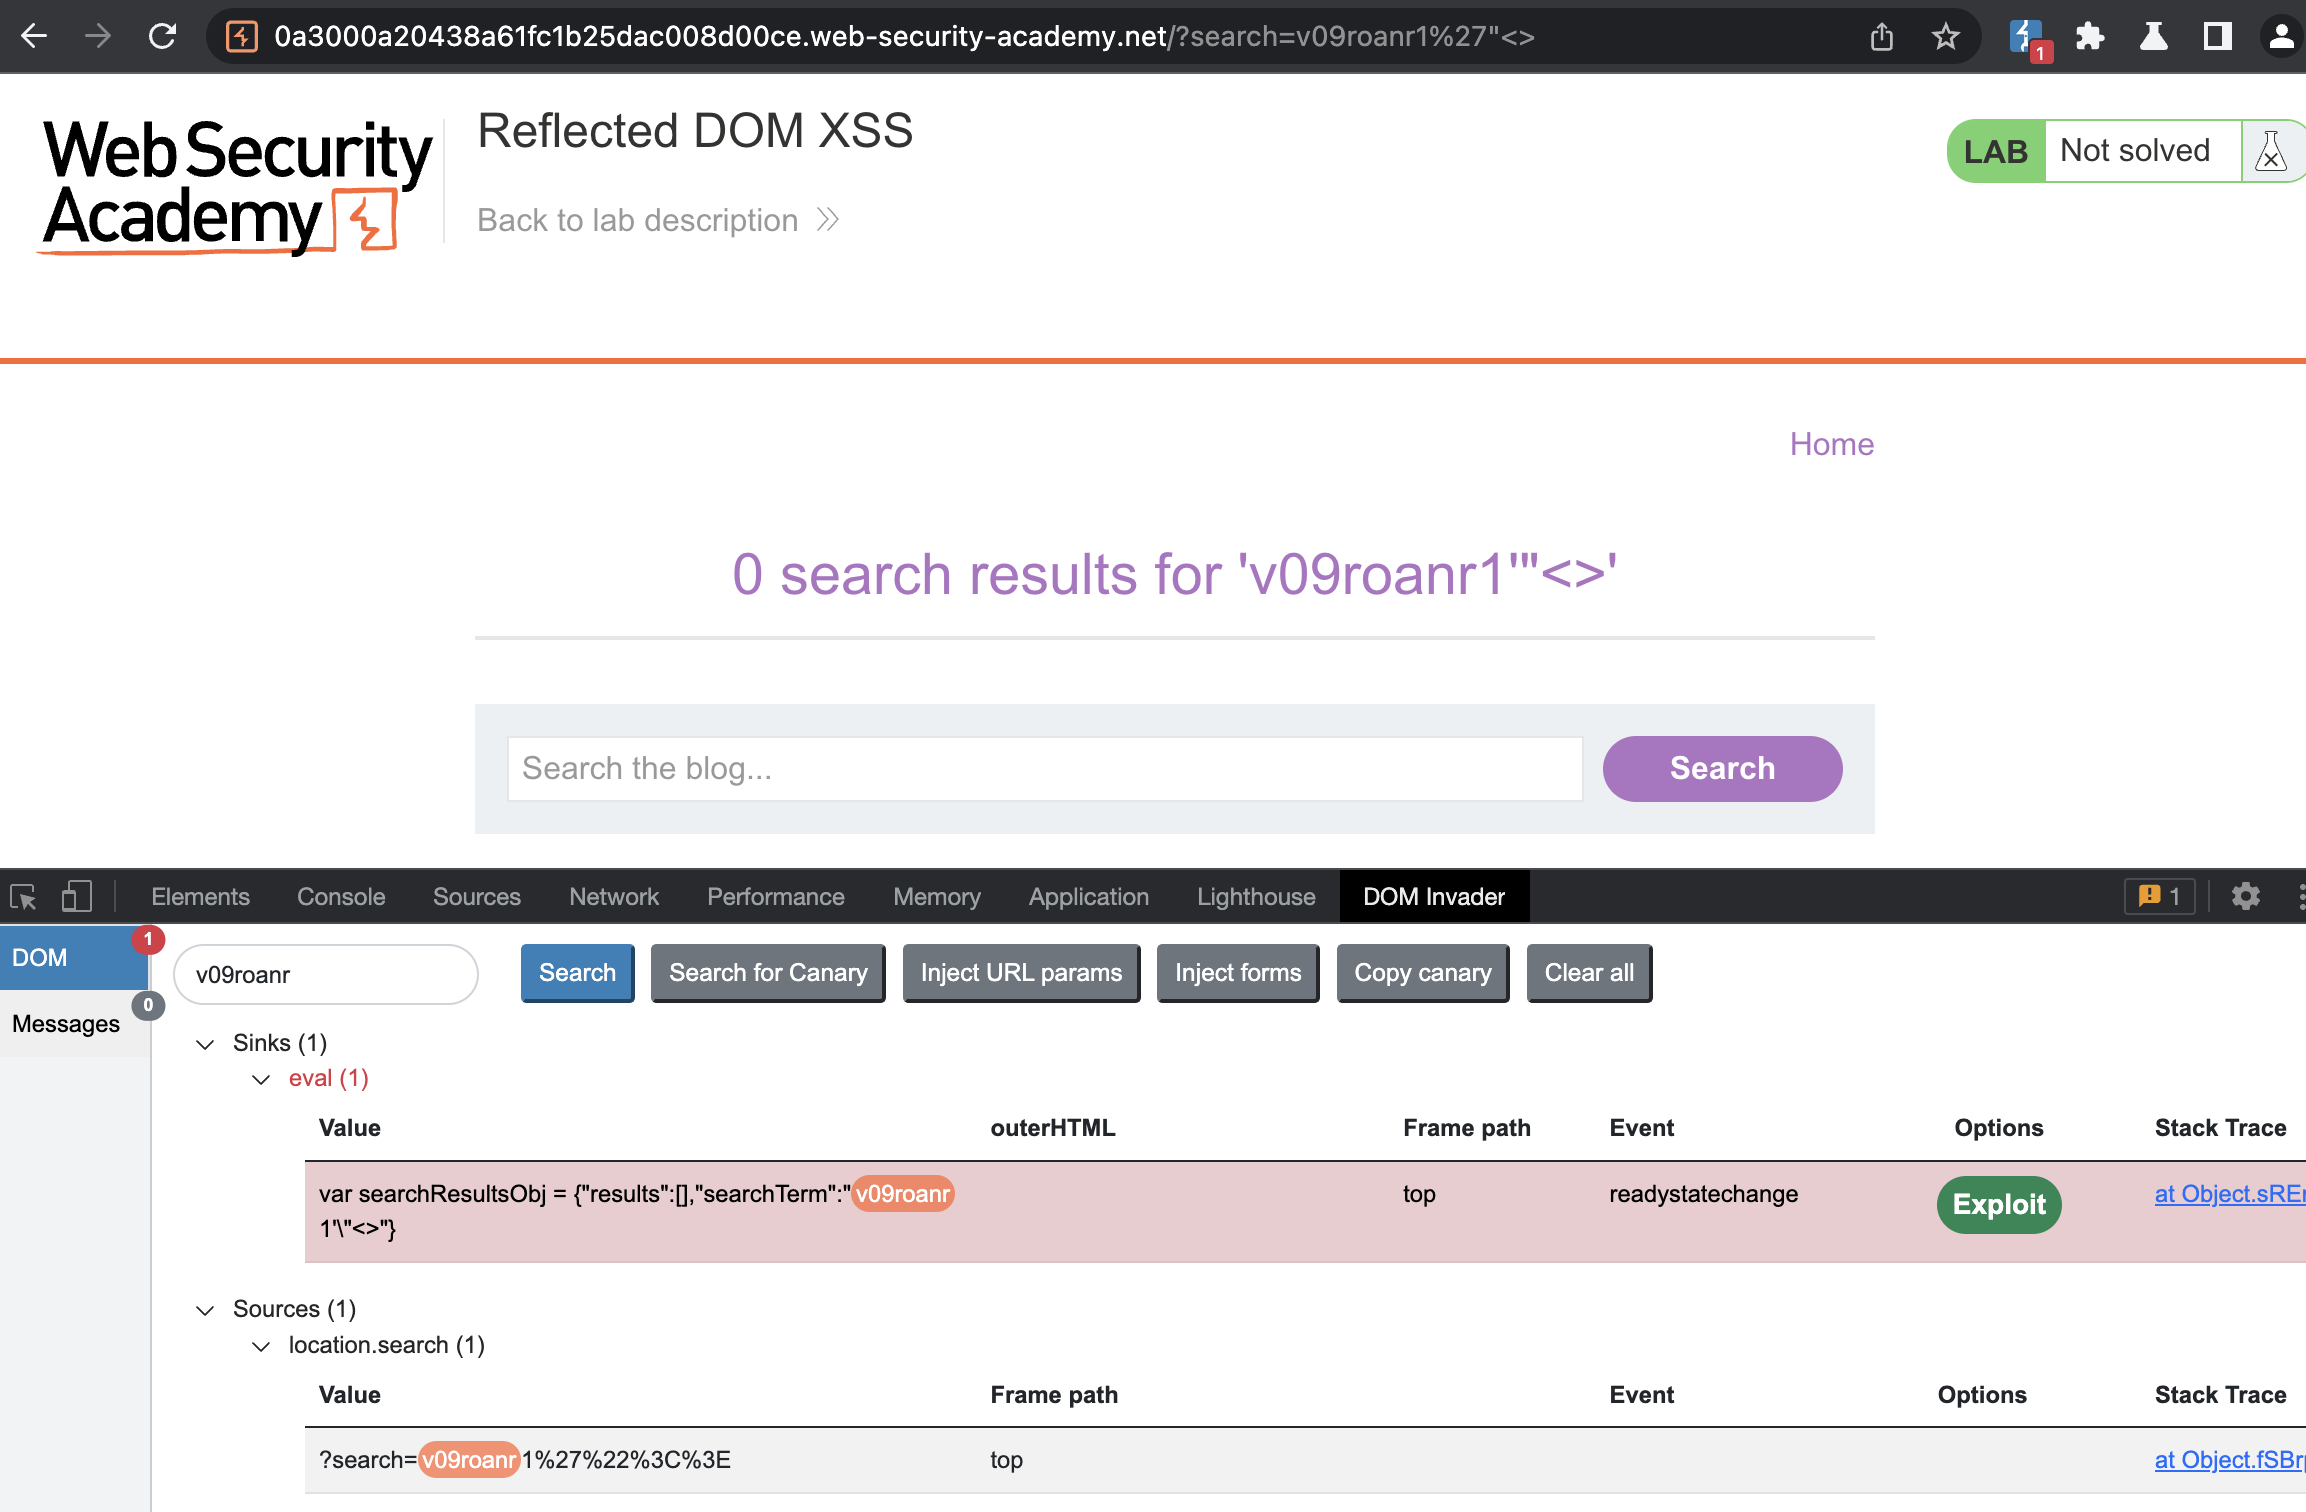 0a3000a20438a61fc1b25dac008d00ce.web-security-academy.net/?search=v09roanr1%27"<>
1
Web Security
Academy
Reflected DOM XSS
Back to lab description
LAB Not solved
Home
0 search results for 'v09roanr1'"<>'
Search the blog... Search
Elements Console Sources Network Performance Memory Application Lighthouse DOM Invader 1
DOM 1
Messages 0
v09roanr Search Search for Canary Inject URL params Inject forms Copy canary Clear all
Sinks (1)
eval (1)
Value outerHTML Frame path Event Options Stack Trace
var searchResultsObj = {"results":[],"searchTerm":"v09roanr top readystatechange Exploit at Object.sREr
1'\"<>"}
Sources (1)
location.search (1)
Value Frame path Event Options Stack Trace
?search=v09roanr1%27%22%3C%3E top at Object.fSBr